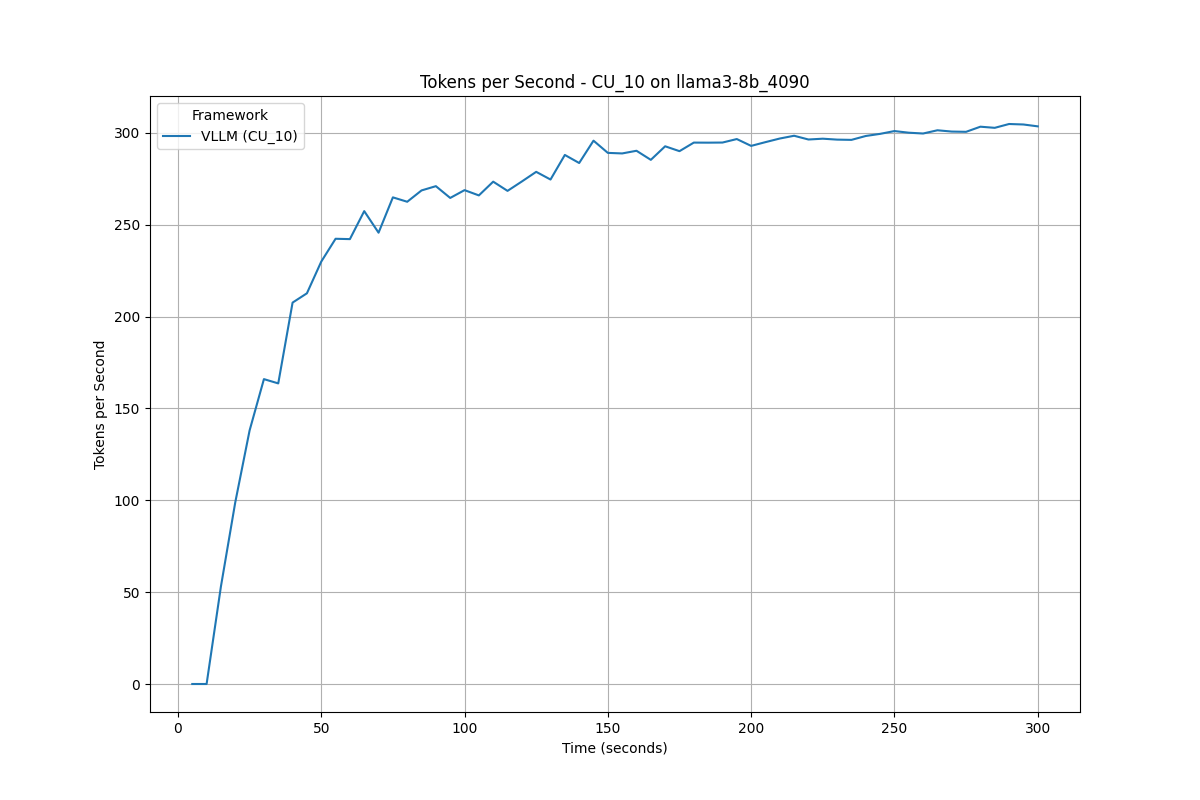 Tokens per Second - CU_10 on llama3-8b_4090
Framework
VLLM (CU_10)
Tokens per Second
300
250
200
150
100
50
0
0 50 100 150 200 250 300
Time (seconds)